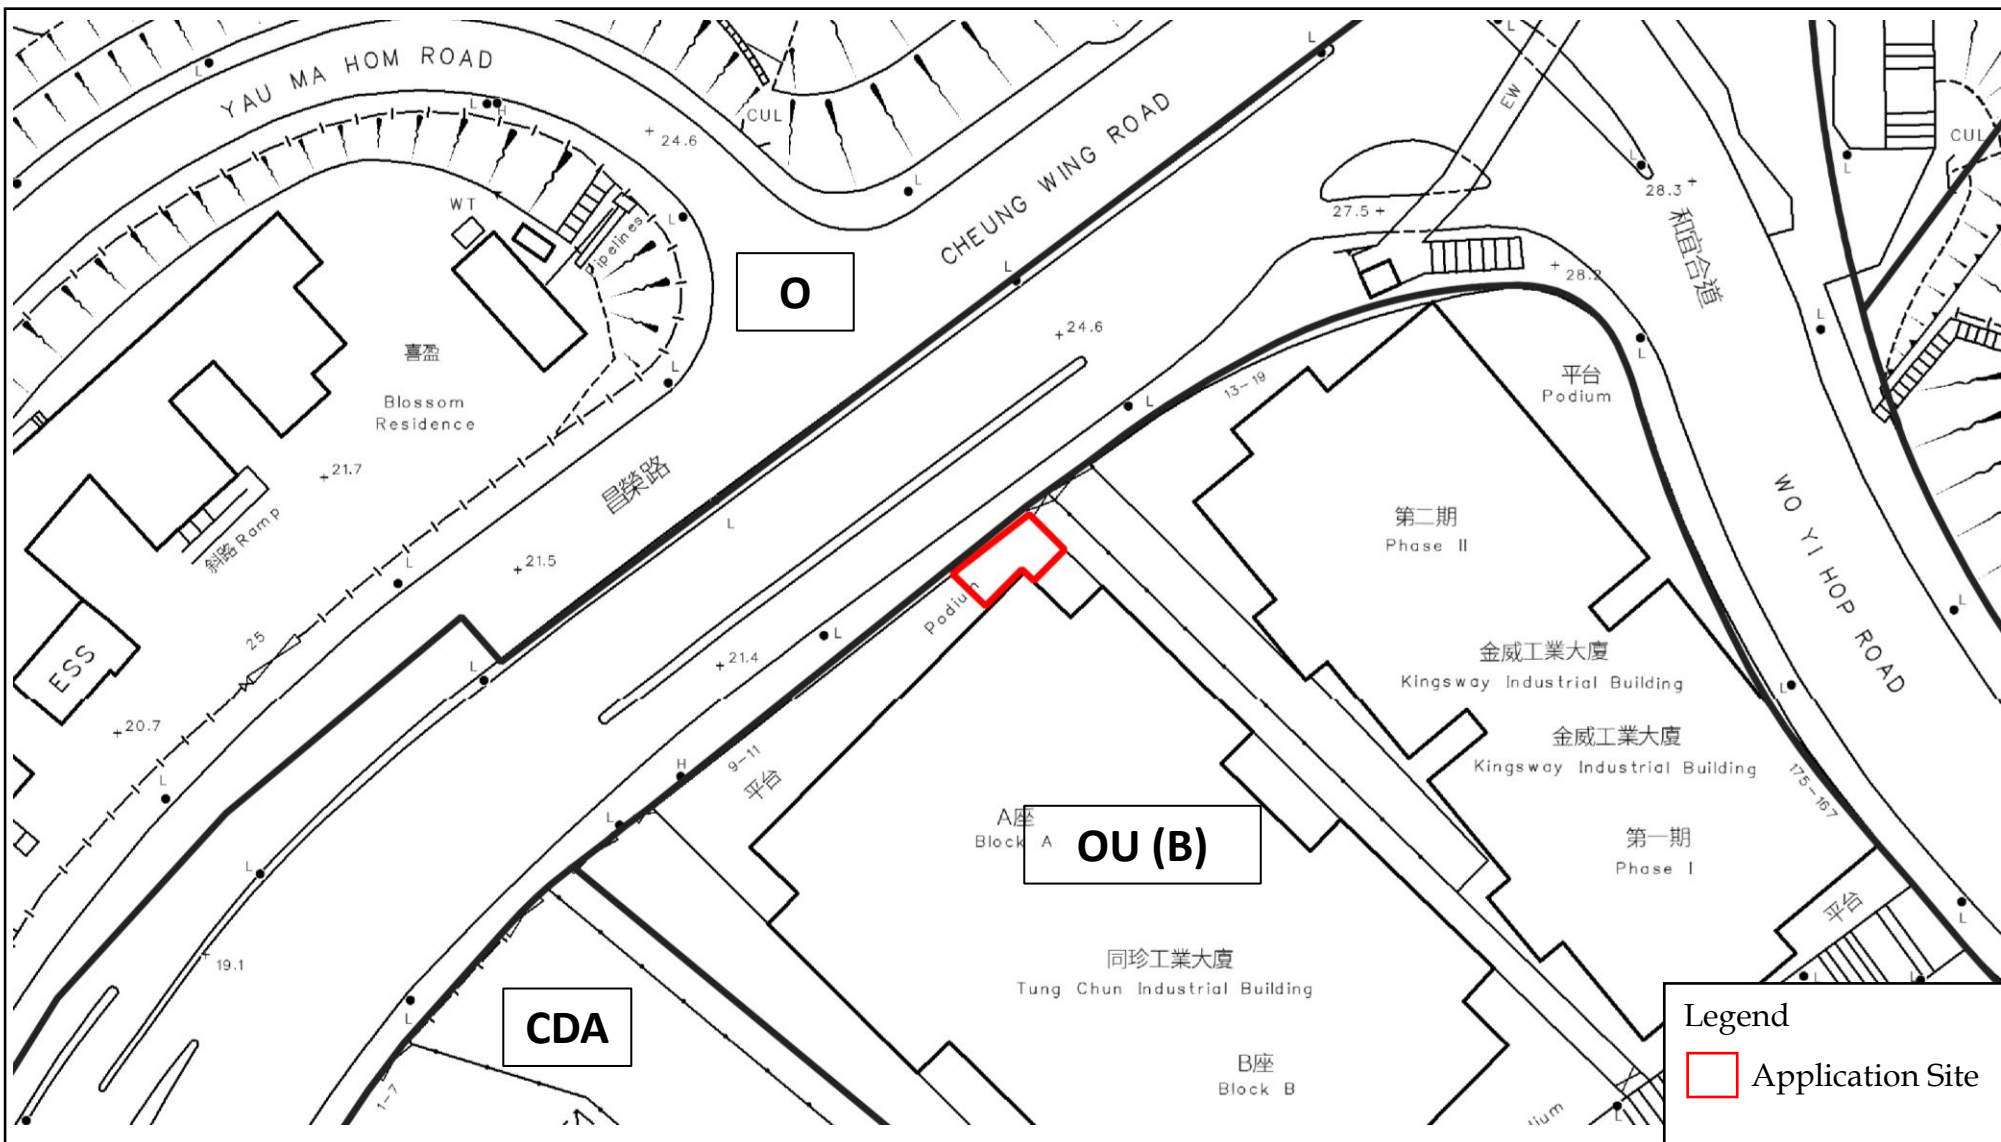 YAU MA HOM ROAD
L
L
H
24.6
CUL
L
L
CHEUNG WING ROAD
L
EW
L
CUL
L
28.3
27.5
和宜合道
28.2
WT
Pipelines
L
O
L
24.6
喜盈
Blossom
Residence
L
L
13-19
平台
Podium
L
L
21.7
昌榮路
斜路 Ramp
L
21.5
L
第二期
Phase II
WO YI HOP ROAD
L
Podium
25
ESS
20.7
L
21.4
L
金威工業大廈
Kingsway Industrial Building
L
金威工業大廈
Kingsway Industrial Building
175-167
L
H
9-11
平台
L
A座
Block A
OU (B)
第一期
Phase I
L
19.1
平台
L
同珍工業大廈
Tung Chun Industrial Building
L
L
CDA
L
B座
Block B
1-7
L
Legend
Application Site